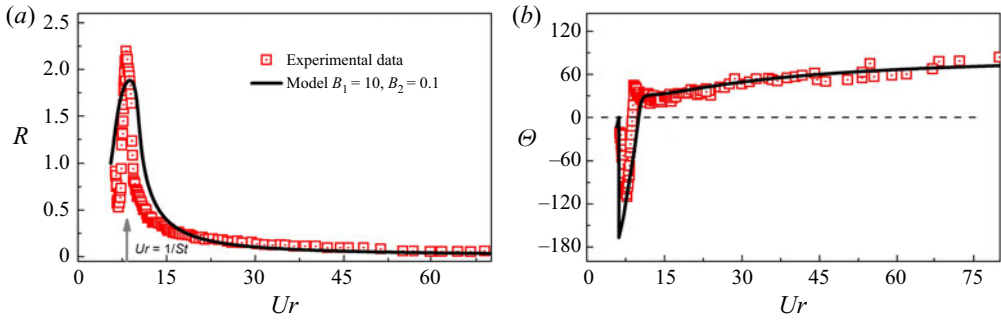 (a)
2.5
2.0
1.5
1.0
0.5
0
R
Experimental data
Model B₁ = 10, B₂ = 0.1
Ur = 1/St
0 15 30 45 60
Ur
(b)
120
60
0
−60
−120
−180
Θ
0 15 30 45 60 75
Ur